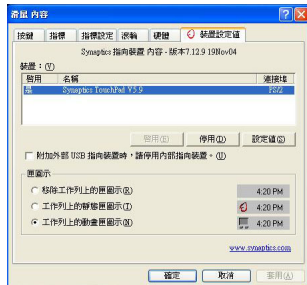 滑鼠 內容
按鍵 指標 指標設定 滾輪 硬體 裝置設定值
Synaptics 指向裝置 內容 - 版本7.12.9 19Nov04
裝置：(V)
啓用 名稱 連接埠
是 Synaptics TouchPad V5.9 PS/2
啓用(E) 停用(D) 設定值(S)
附加外部 USB 指向裝置時，請停用內部指向裝置。(U)
匣圖示
移除工作列上的匣圖示(R) 4:20 PM
工作列上的靜態匣圖示(T) 4:20 PM
工作列上的動畫匣圖示(N) 4:20 PM
www.synaptics.com
確定 取消 套用(A)